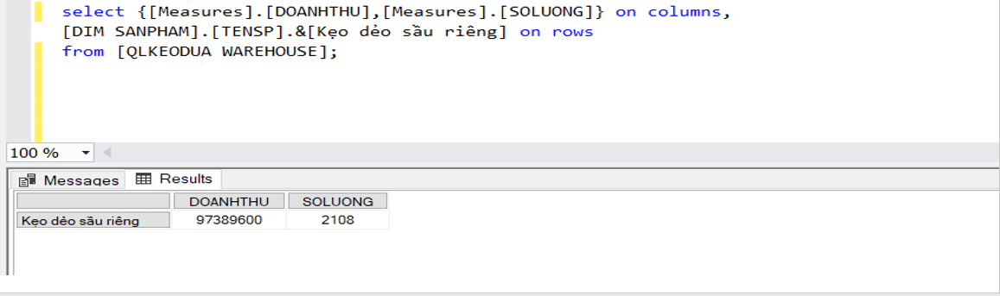 select {[Measures].[DOANHTHU],[Measures].[SOLUONG]} on columns,
[DIM SANPHAM].[TENSP].&[Kẹo dẻo sầu riêng] on rows
from [QLKEODUA WAREHOUSE];
100 %
Messages Results
DOANHTHU SOLUONG
Kẹo dẻo sầu riêng 97389600 2108